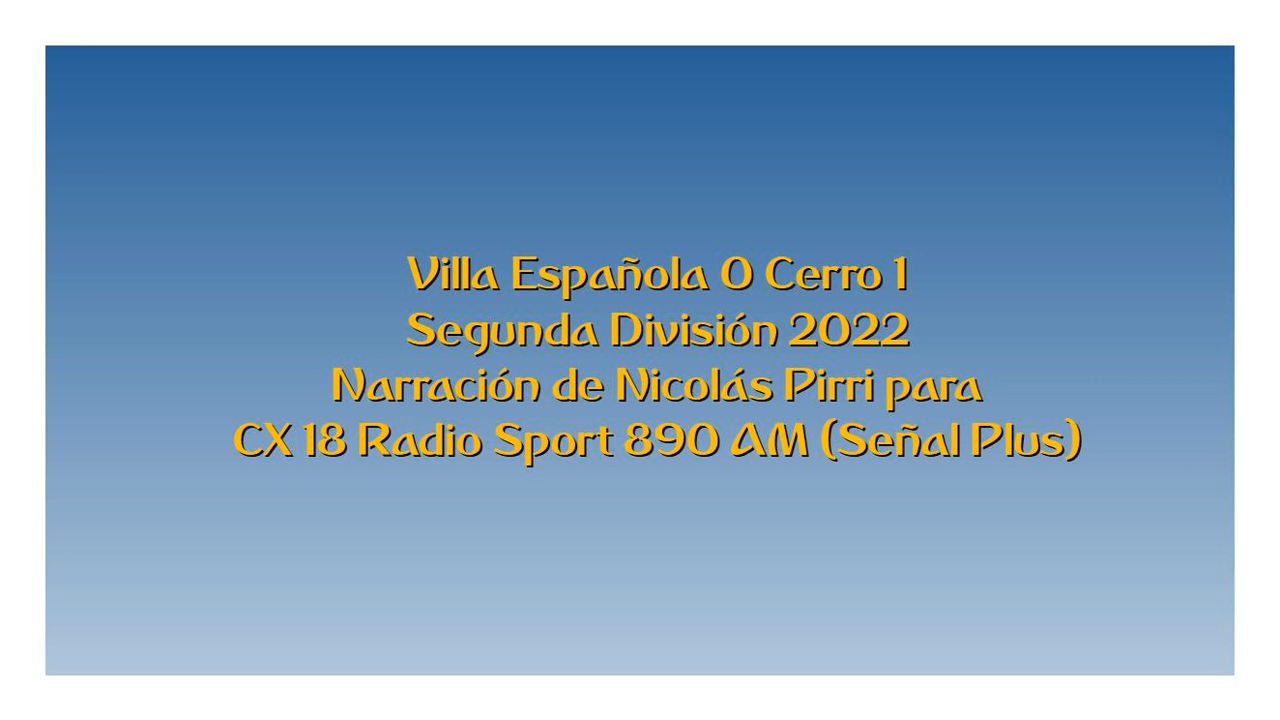 Villa Española 0 Cerro 1
Segunda División 2022
Narración de Nicolás Pirri para
CX 18 Radio Sport 890 AM (Señal Plus)